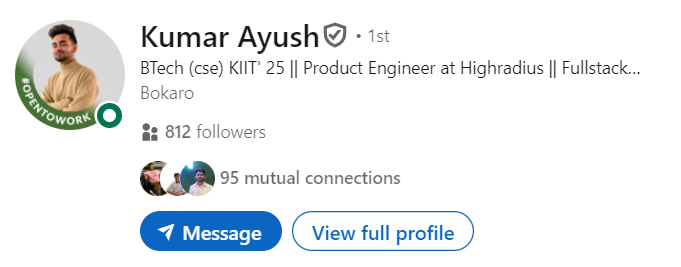 #OPENTOWORK
Kumar Ayush • 1st
BTech (cse) KIIT' 25 || Product Engineer at Highradius || Fullstack…
Bokaro
812 followers
95 mutual connections
Message
View full profile